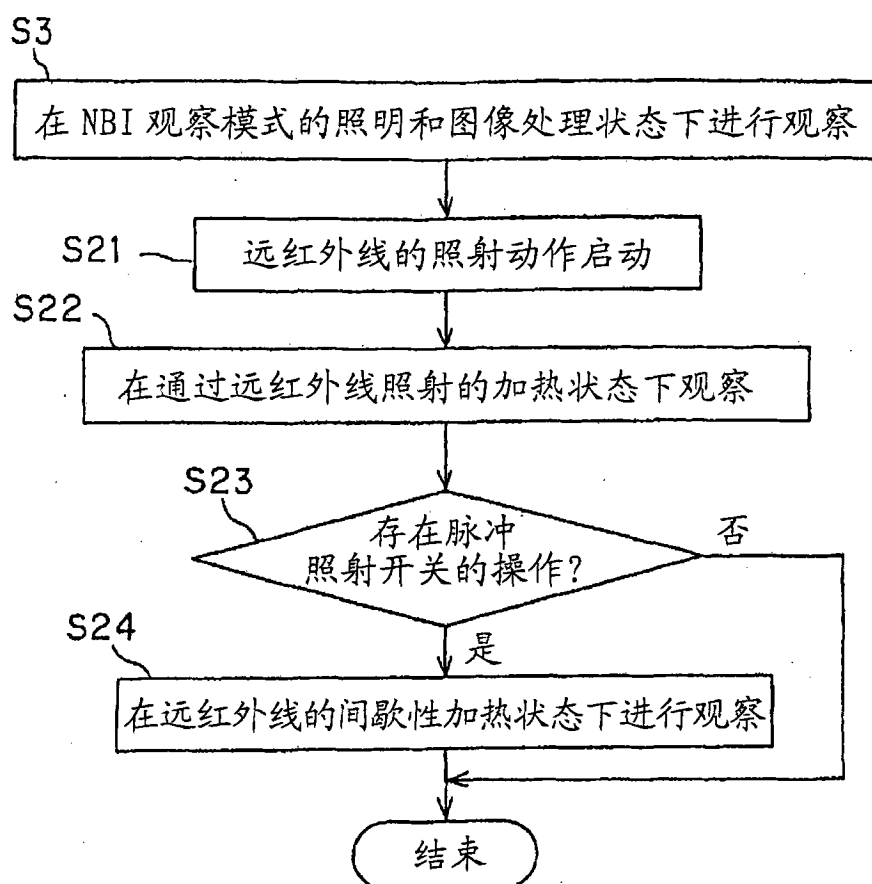 S3
在 NBI 观察模式的照明和图像处理状态下进行观察
S21
远红外线的照射动作启动
S22
在通过远红外线照射的加热状态下观察
S23
存在脉冲
照射开关的操作?
否
是
S24
在远红外线的间歇性加热状态下进行观察
结束